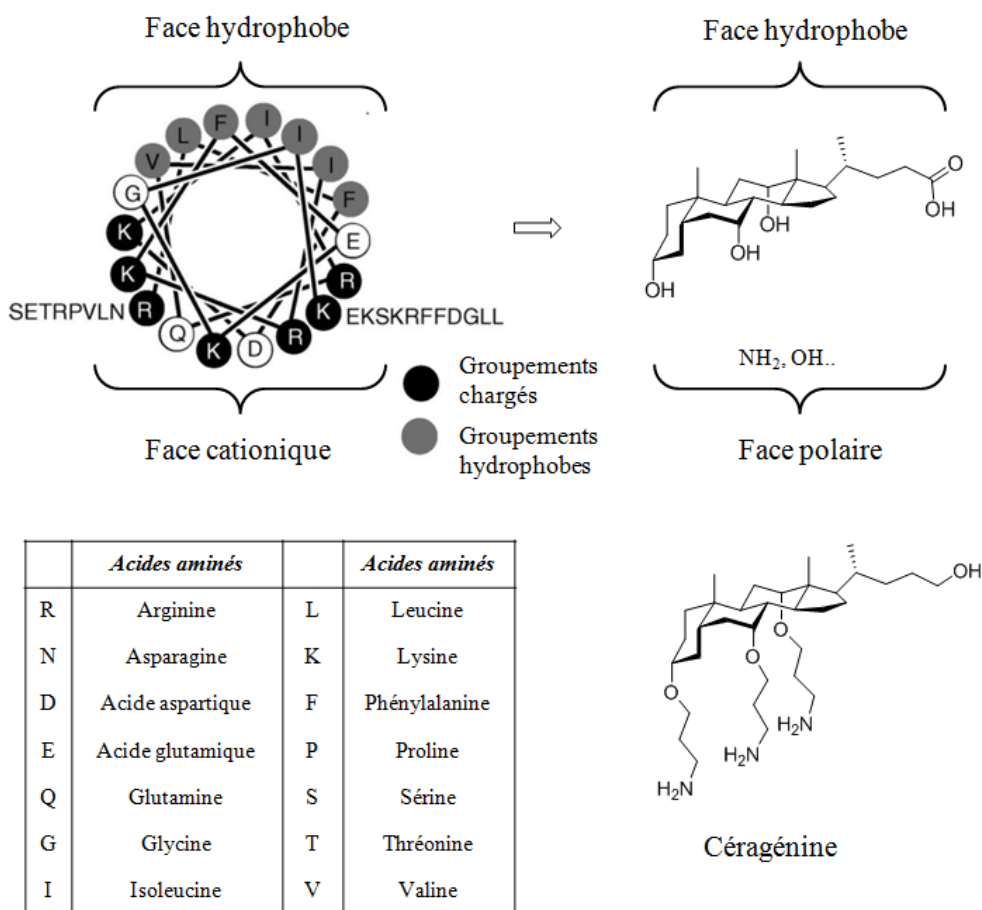 Face hydrophobe
Face hydrophobe
F
I
L
I
V
I
G
F
K
E
K
R
SETRPVLN
R
K
EKSKRFFDGLL
Q
R
K
D
O
OH
OH
OH
OH
NH2, OH..
Groupements
chargés
Groupements
hydrophobes
Face cationique
Face polaire
Acides aminés Acides aminés
R Arginine L Leucine
N Asparagine K Lysine
D Acide aspartique F Phénylalanine
E Acide glutamique P Proline
Q Glutamine S Sérine
G Glycine T Thréonine
I Isoleucine V Valine
OH
O
O
O
H2N
H2N
H2N
Céragénine